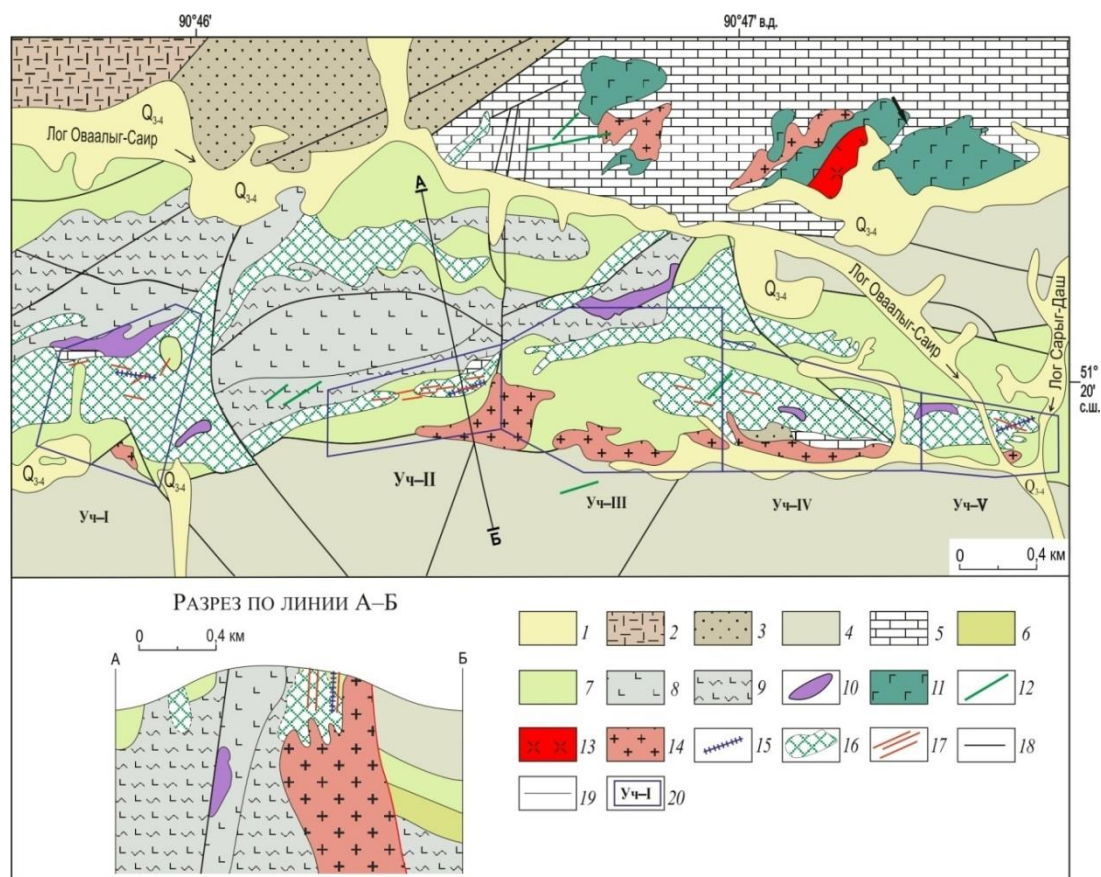 90°46'
90°47' в.д.
Q₃₋₄
Лог Оваалыг-Саир
Q₃₋₄
А
Q₃₋₄
Q₃₋₄
Лог Оваалыг-Саир
Лог Сарыг-Даш
51°
20'
с.ш.
Q₃₋₄
Q₃₋₄
Q₃₋₄
Уч–I
Уч–II
Уч–III
Уч–IV
Уч–V
Б
0 0,4 км
Разрез по линии А–Б
0 0,4 км
А Б
1 2 3 4 5 6
7 8 9 10 11 12
13 14 15 16 17 18
19 Уч–I 20